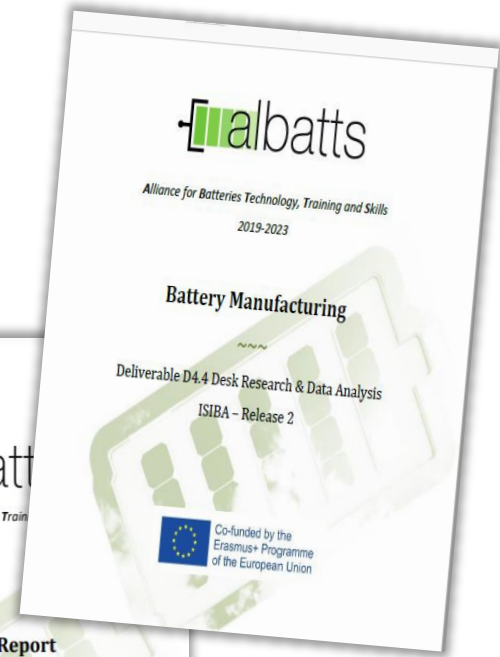 albatts
Alliance for Batteries Technology, Training and Skills
2019-2023
Battery Manufacturing
~~~
Deliverable D4.4 Desk Research & Data Analysis
ISIBA – Release 2
Co-funded by the
Erasmus+ Programme
of the European Union
att
Train
Report